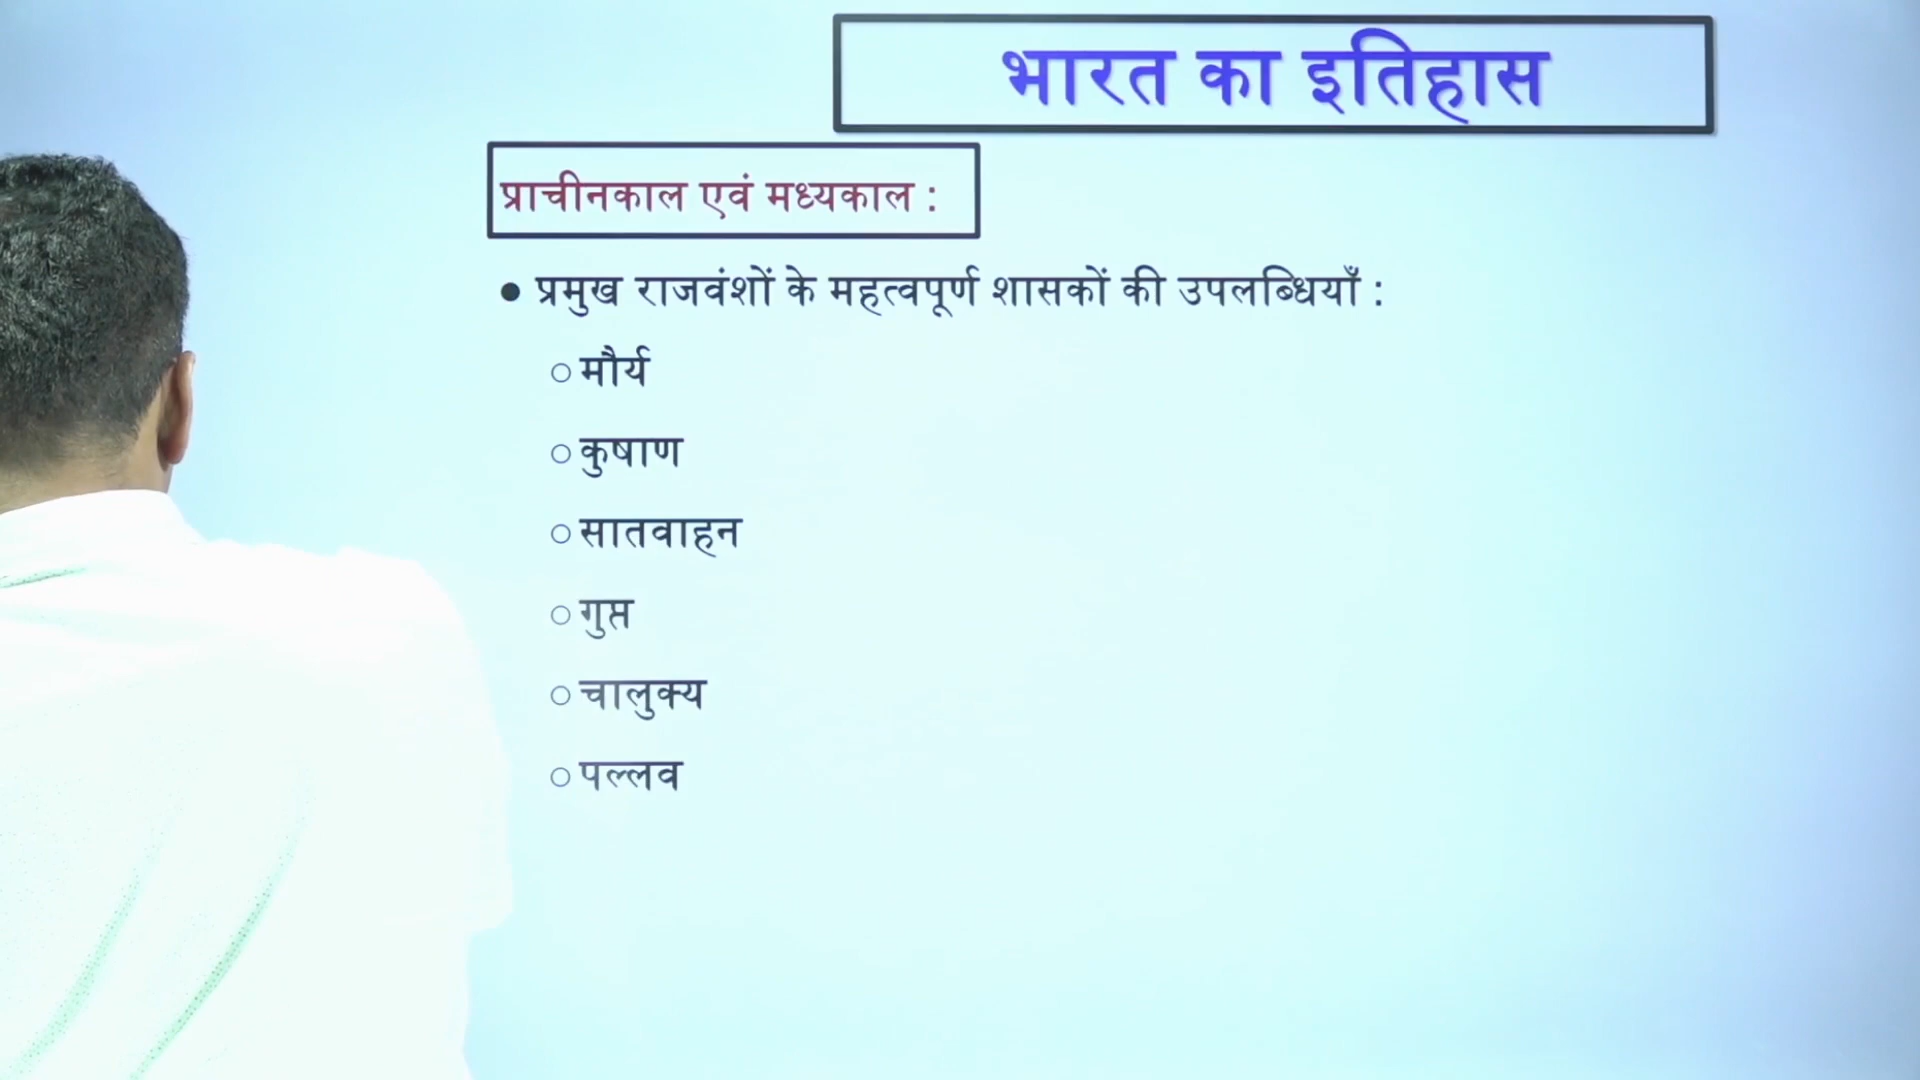 भारत का इतिहास
प्राचीनकाल एवं मध्यकाल :
● प्रमुख राजवंशों के महत्वपूर्ण शासकों की उपलब्धियाँ :
○ मौर्य
○ कुषाण
○ सातवाहन
○ गुप्त
○ चालुक्य
○ पल्लव